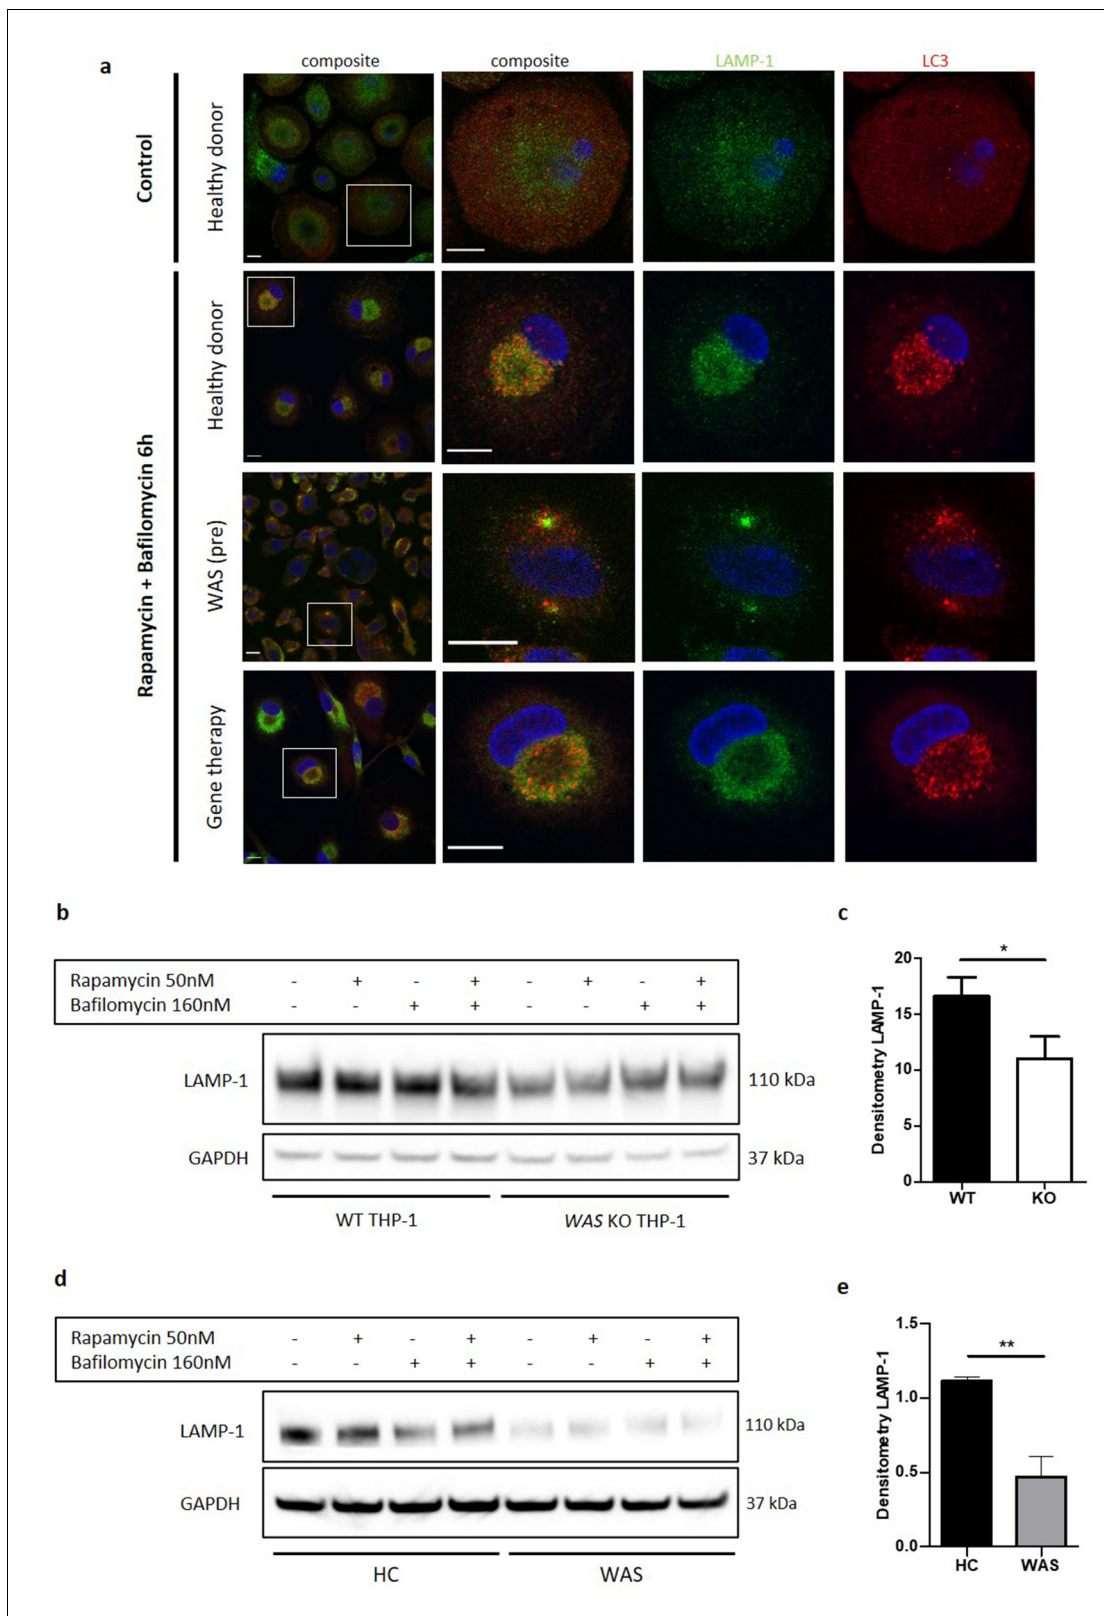 a
composite
composite
LAMP-1
LC3
Control
Healthy donor
Rapamycin + Bafilomycin 6h
Healthy donor
WAS (pre)
Gene therapy
b
Rapamycin 50nM - + - + - + - +
Bafilomycin 160nM - - + + - - + +
LAMP-1
110 kDa
GAPDH
37 kDa
WT THP-1
WAS KO THP-1
c
Densitometry LAMP-1
20
15
10
5
0
*
WT
KO
d
Rapamycin 50nM - + - + - + - +
Bafilomycin 160nM - - + + - - + +
LAMP-1
110 kDa
GAPDH
37 kDa
HC
WAS
e
Densitometry LAMP-1
1.5
1.0
0.5
0.0
**
HC
WAS